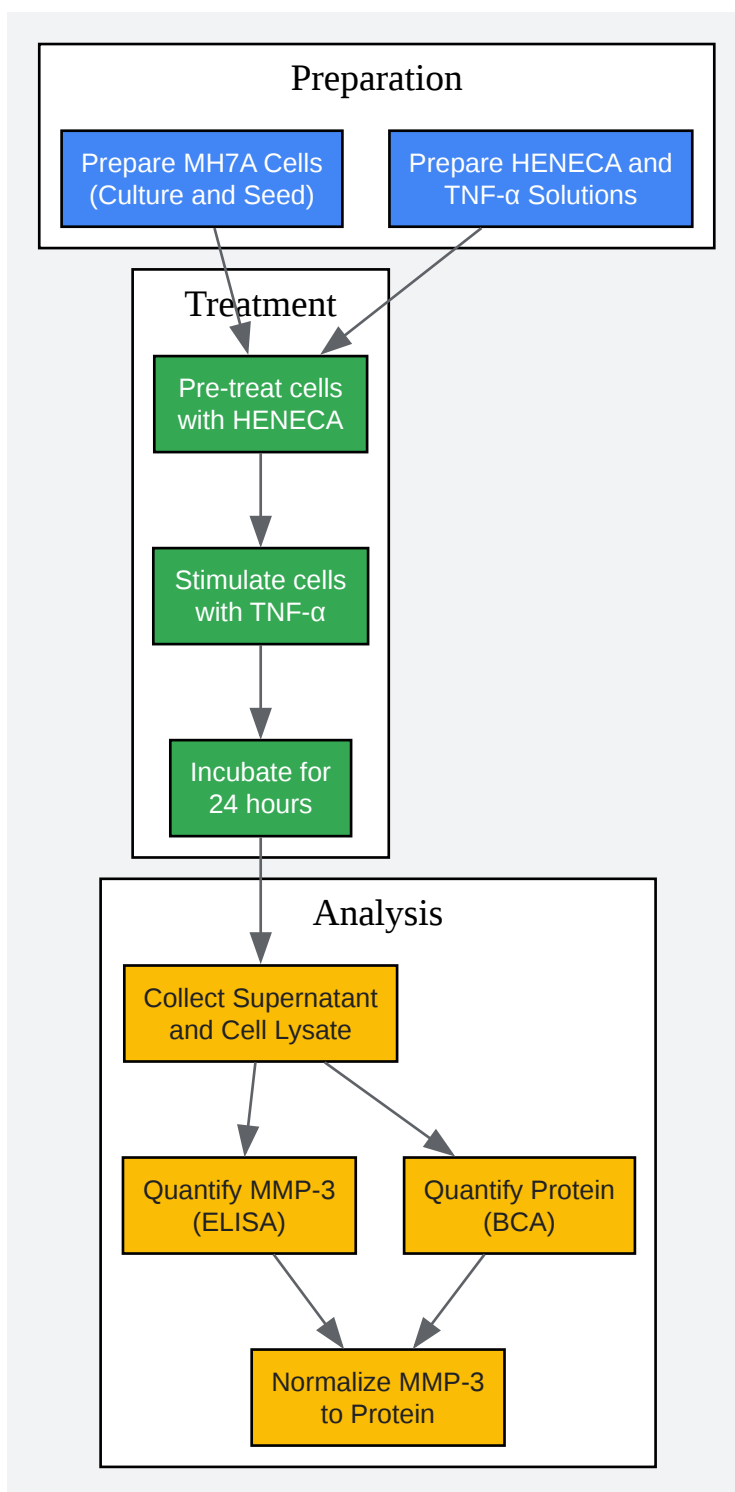 Preparation
Prepare MH7A Cells
(Culture and Seed)
Prepare HENECA and
TNF-α Solutions
Treatment
Pre-treat cells
with HENECA
Stimulate cells
with TNF-α
Incubate for
24 hours
Analysis
Collect Supernatant
and Cell Lysate
Quantify MMP-3
(ELISA)
Quantify Protein
(BCA)
Normalize MMP-3
to Protein